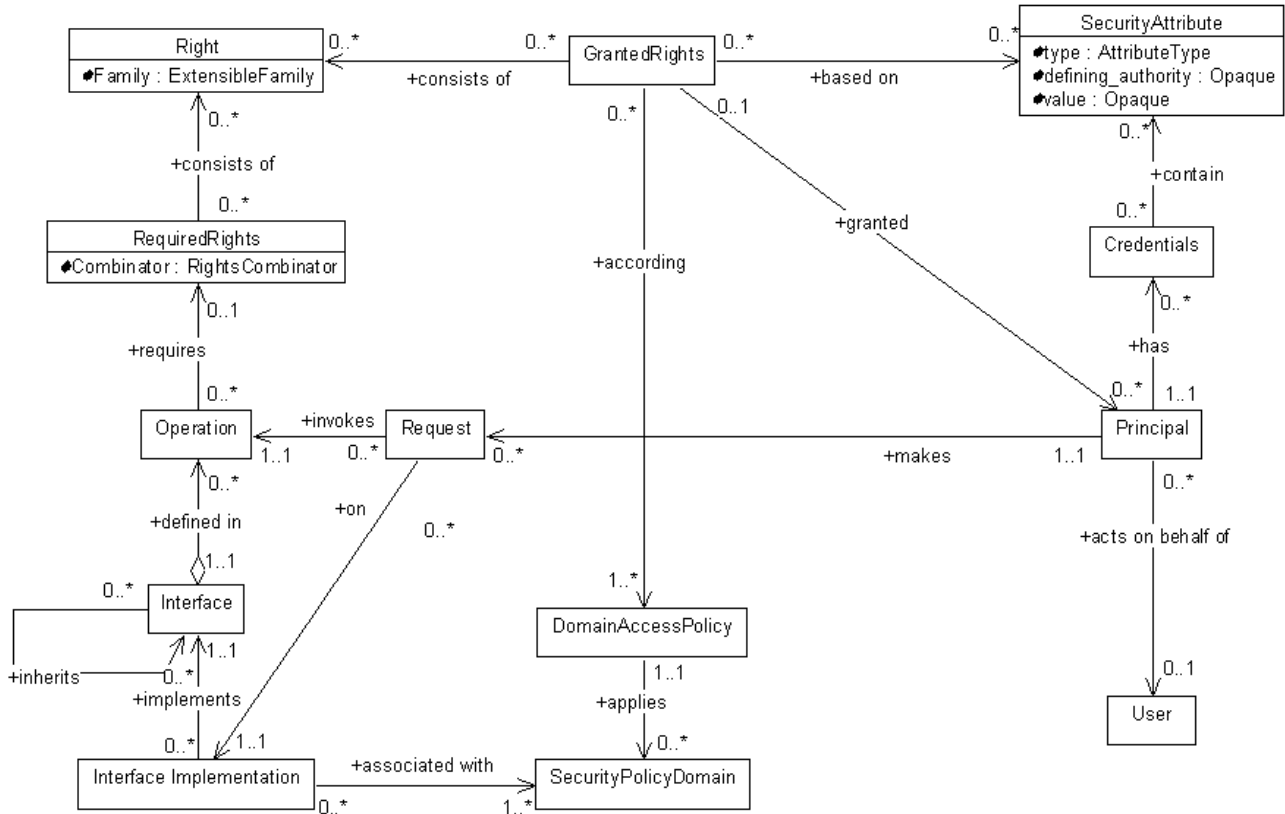 SecurityAttribute
Right
0..*
0..*
GrantedRights
0..*
0..*
type : AttributeType
Family : ExtensibleFamily
+consists of
+based on
defining_authority : Opaque
value : Opaque
0..*
0..*
0..1
0..*
+consists of
+contain
0..*
0..*
+granted
RequiredRights
Credentials
Combinator : RightsCombinator
+according
0..1
0..*
+requires
+has
0..*
0..*
1..1
+invokes
Operation
Request
Principal
1..1
0..*
0..*
+makes
1..1
0..*
0..*
+on
+defined in
0..*
+acts on behalf of
1..1
0..*
1..*
Interface
DomainAccessPolicy
1..1
+inherits
0..*
1..1
0..1
+implements
+applies
User
0..*
1..1
0..*
+associated with
Interface Implementation
SecurityPolicyDomain
0..*
1..*